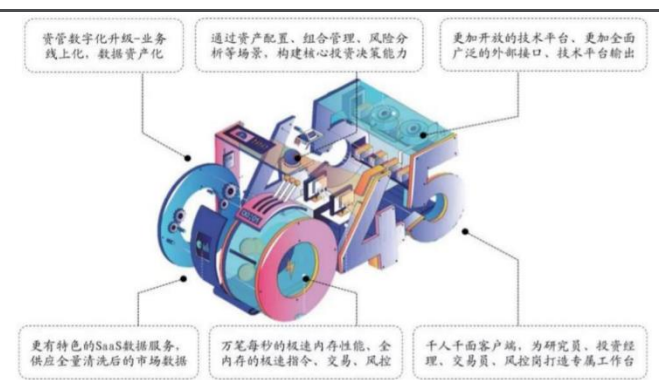 资管数字化升级-业务
线上化，数据资产化
通过资产配置、组合管理、风险分
析等场景，构建核心投资决策能力
更加开放的技术平台、更加全面
广泛的外部接口、技术平台输出
45
更有特色的SaaS数据服务，
供应全量清洗后的市场数据
万笔每秒的极速内存性能、全
内存的极速指令、交易、风控
千人千面客户端，为研究员、投资经
理、交易员、风控岗打造专属工作台